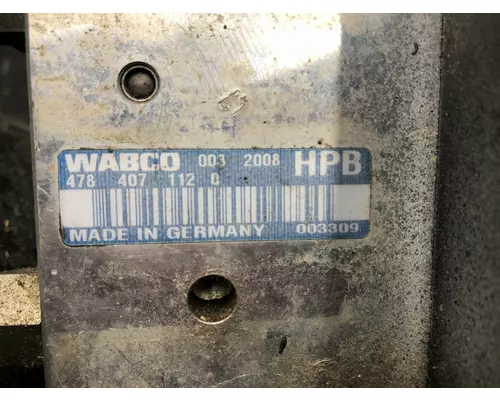 WABCO 003 2008 HPB
478 407 112 0
MADE IN GERMANY 003309